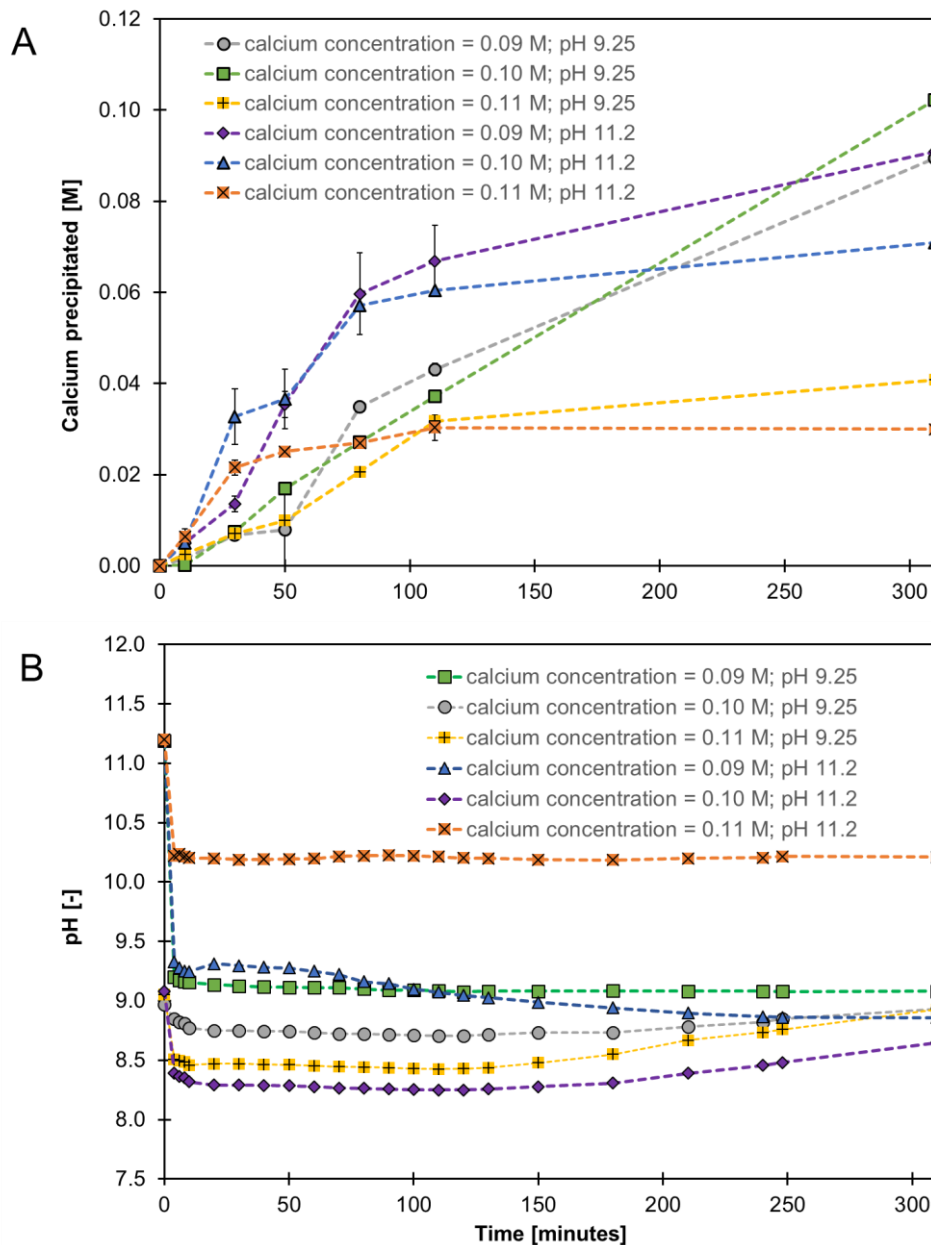 A
0.12
0.10
0.08
0.06
0.04
0.02
0.00
Calcium precipitated [M]
calcium concentration = 0.09 M; pH 9.25
calcium concentration = 0.10 M; pH 9.25
calcium concentration = 0.11 M; pH 9.25
calcium concentration = 0.09 M; pH 11.2
calcium concentration = 0.10 M; pH 11.2
calcium concentration = 0.11 M; pH 11.2
0 50 100 150 200 250 300
B
12.0
11.5
11.0
10.5
10.0
9.5
9.0
8.5
8.0
7.5
pH [-]
calcium concentration = 0.09 M; pH 9.25
calcium concentration = 0.10 M; pH 9.25
calcium concentration = 0.11 M; pH 9.25
calcium concentration = 0.09 M; pH 11.2
calcium concentration = 0.10 M; pH 11.2
calcium concentration = 0.11 M; pH 11.2
0 50 100 150 200 250 300
Time [minutes]